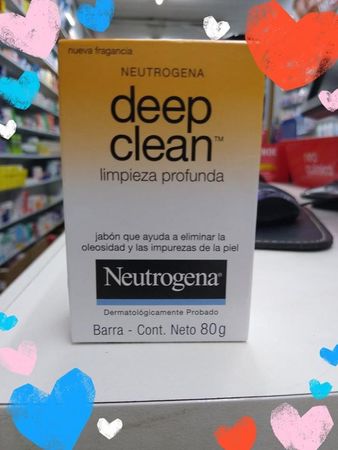 nueva fragancia
NEUTROGENA
deep
clean™
limpieza profunda
jabón que ayuda a eliminar la
oleosidad y las impurezas de la piel
Neutrogena®
Dermatológicamente Probado
Barra - Cont. Neto 80g